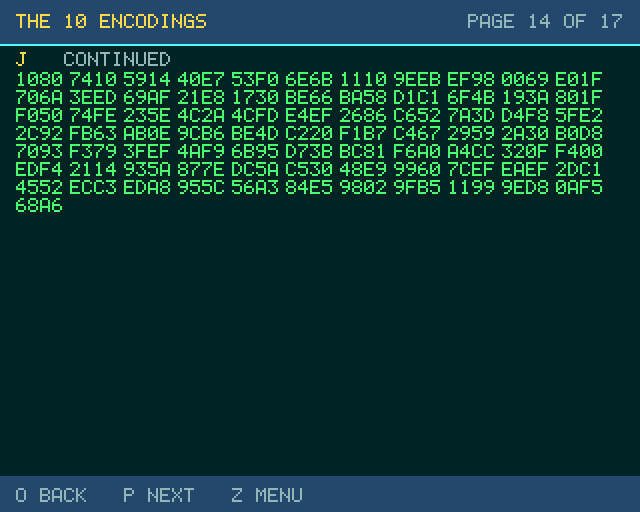 THE 10 ENCODINGS PAGE 14 OF 17
J CONTINUED
1080 7410 5914 40E7 53F0 6E6B 1110 9EEB EF98 0069 E01F
706A 3EED 69AF 21E8 1730 BE66 BA58 D1C1 6F4B 193A 801F
F050 74FE 235E 4C2A 4CFD E4EF 2686 C652 7A3D D4F8 5FE2
2C92 FB63 AB0E 9CB6 BE4D C220 F1B7 C467 2959 2A30 B0D8
7093 F379 3FEF 4AF9 6B95 D73B BC81 F6A0 A4CC 320F F400
EDF4 2114 935A 877E DC5A C530 48E9 9960 7CEF EAEF 2DC1
4552 ECC3 EDA8 955C 56A3 84E5 9802 9FB5 1199 9ED8 0AF5
68A6
O BACK P NEXT Z MENU